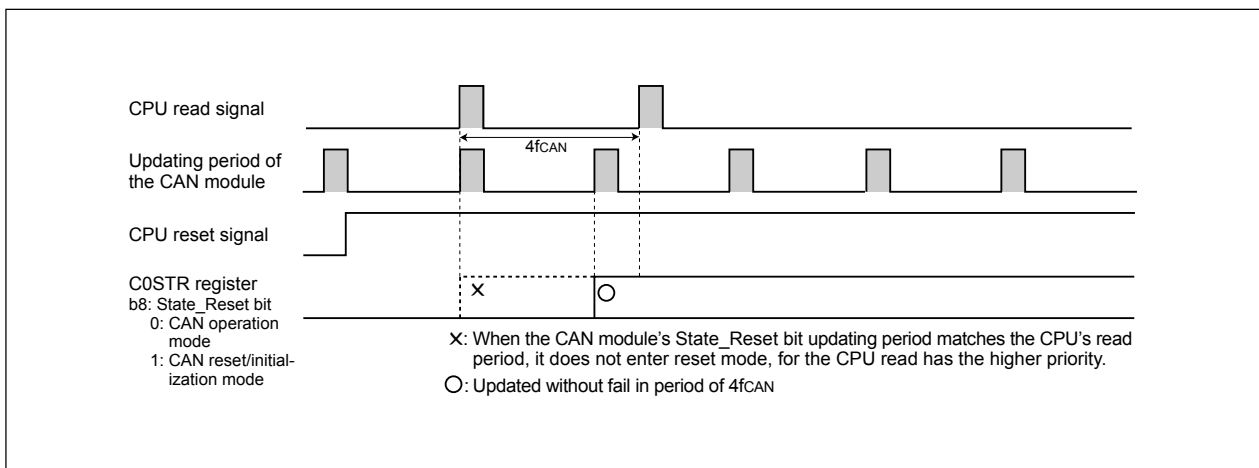 CPU read signal
4fCAN
Updating period of
the CAN module
CPU reset signal
C0STR register
b8: State_Reset bit
0: CAN operation
mode
1: CAN reset/initial-
ization mode
×: When the CAN module's State_Reset bit updating period matches the CPU's read
period, it does not enter reset mode, for the CPU read has the higher priority.
○: Updated without fail in period of 4fCAN